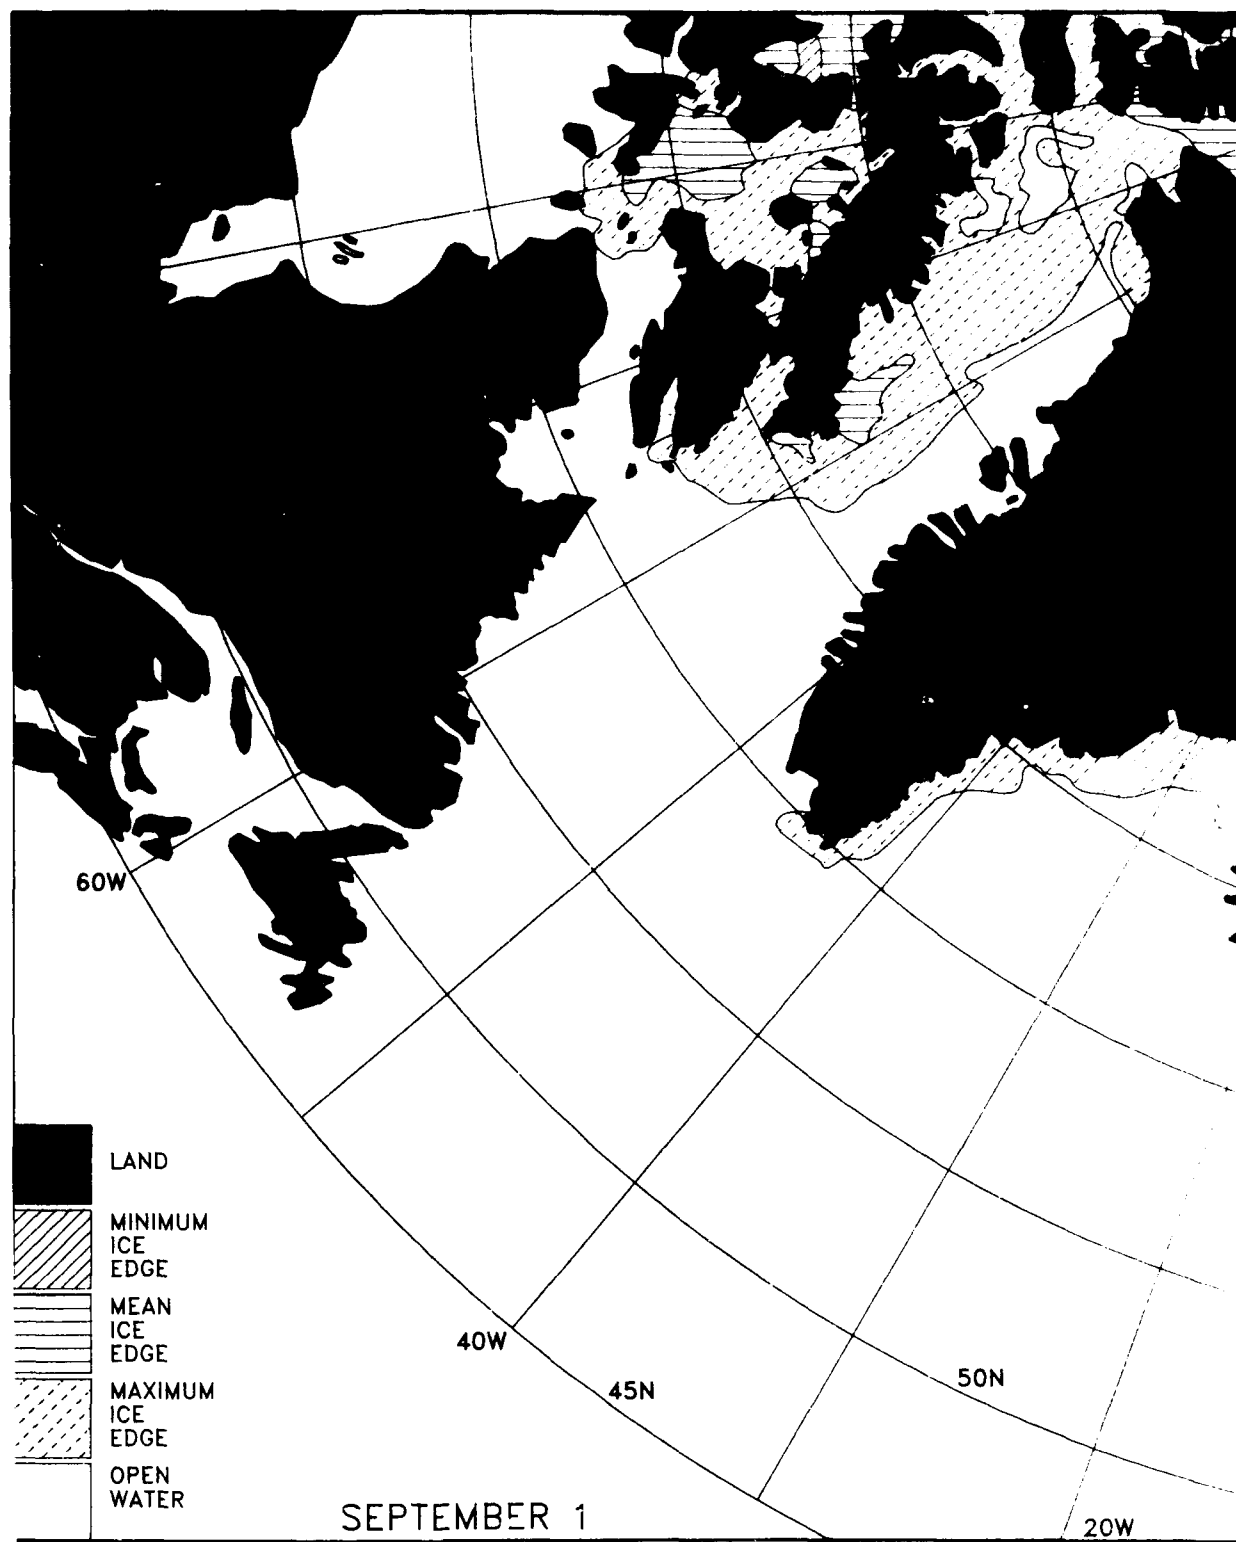 60W
LAND
MINIMUM
ICE
EDGE
MEAN
ICE
EDGE
MAXIMUM
ICE
EDGE
OPEN
WATER
40W
45N
50N
20W
SEPTEMBER 1